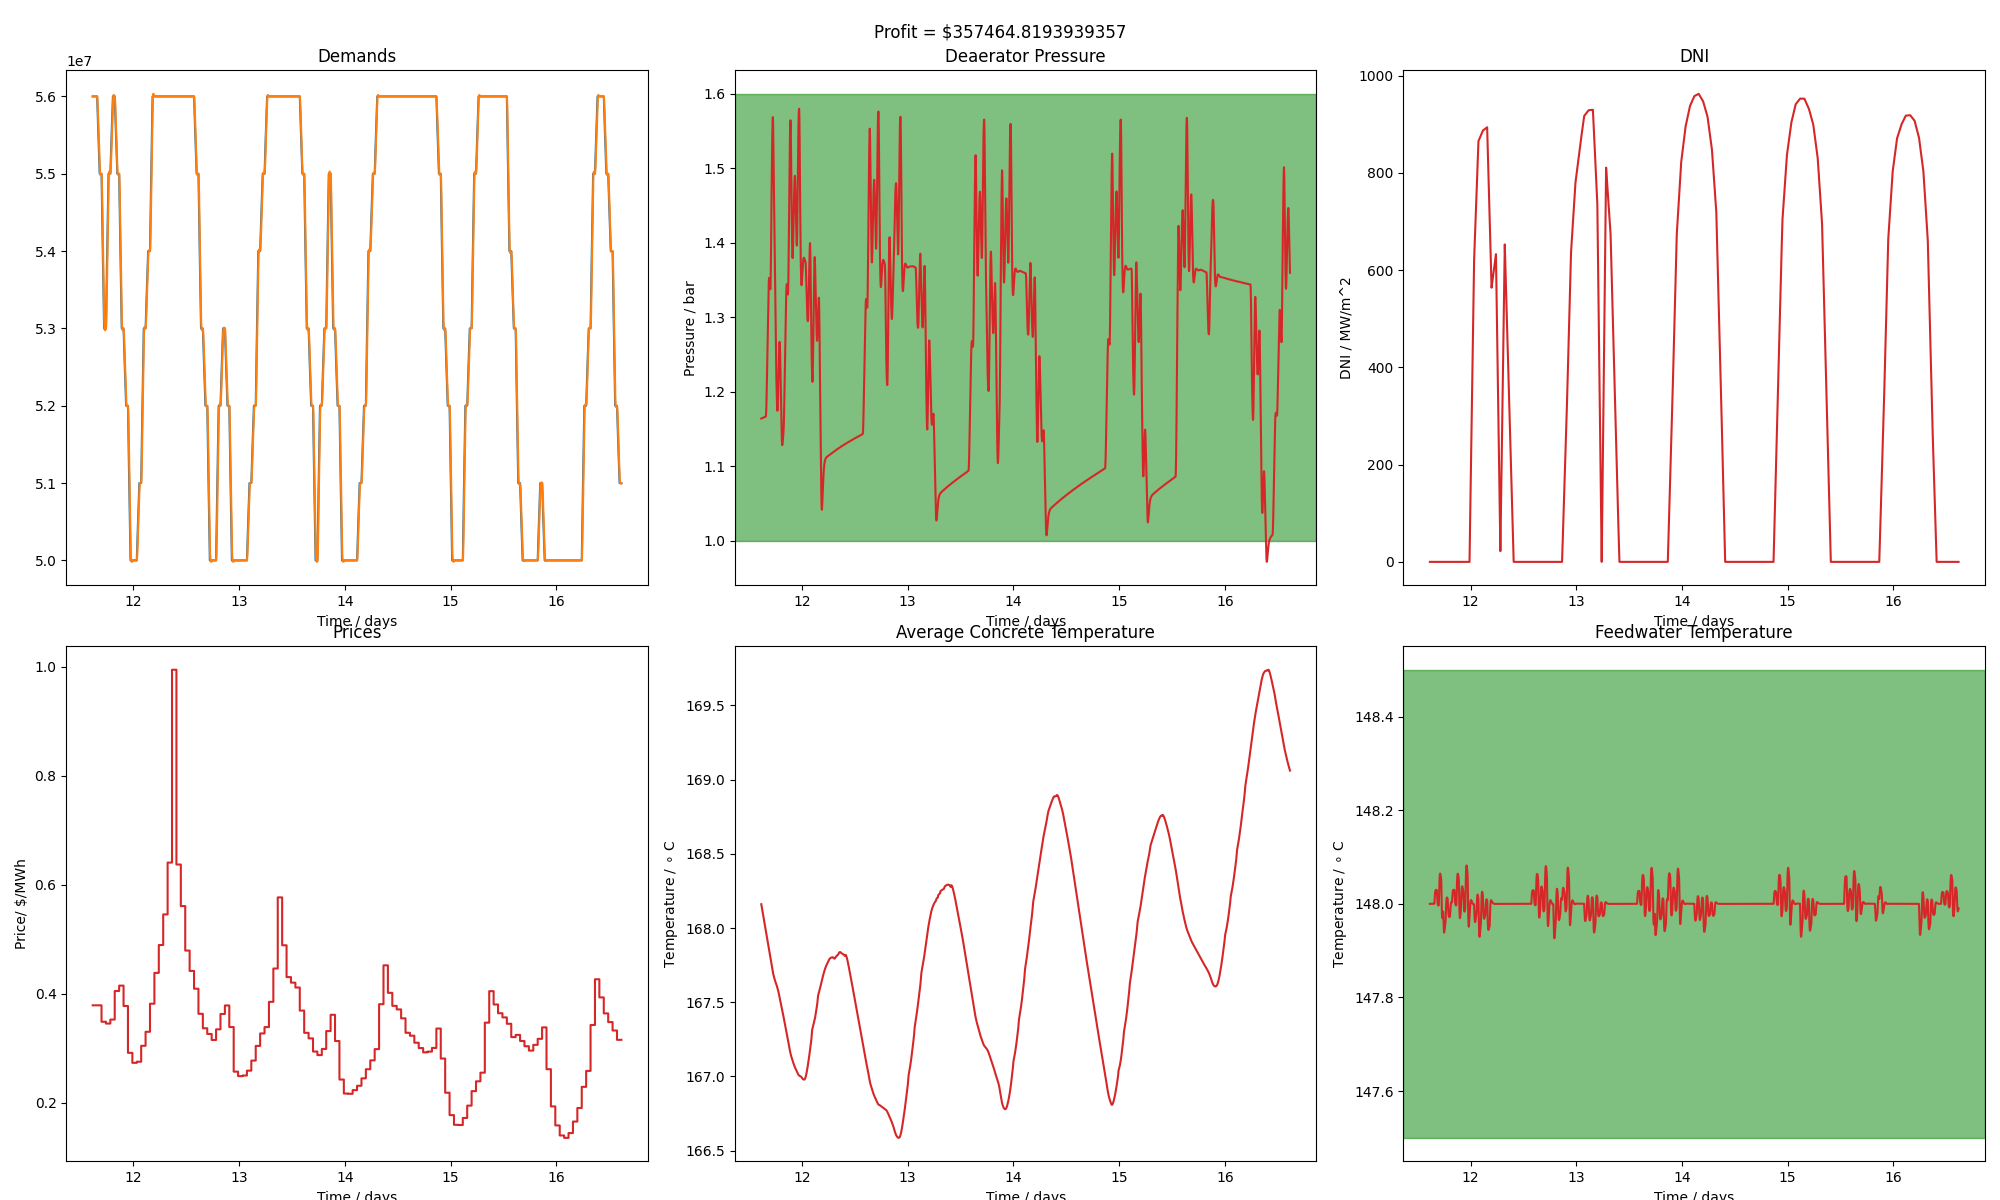 Profit = $357464.8193939357
Demands
1e7
5.6
5.5
5.4
5.3
5.2
5.1
5.0
12 13 14 15 16
Time / days
Deaerator Pressure
Pressure / bar
1.6
1.5
1.4
1.3
1.2
1.1
1.0
12 13 14 15 16
Time / days
DNI
DNI / MW/m^2
1000
800
600
400
200
0
12 13 14 15 16
Time / days
Prices
Price/ $/MWh
1.0
0.8
0.6
0.4
0.2
12 13 14 15 16
Time / days
Average Concrete Temperature
Temperature / ∘ C
169.5
169.0
168.5
168.0
167.5
167.0
166.5
12 13 14 15 16
Time / days
Feedwater Temperature
Temperature / ∘ C
148.4
148.2
148.0
147.8
147.6
12 13 14 15 16
Time / days